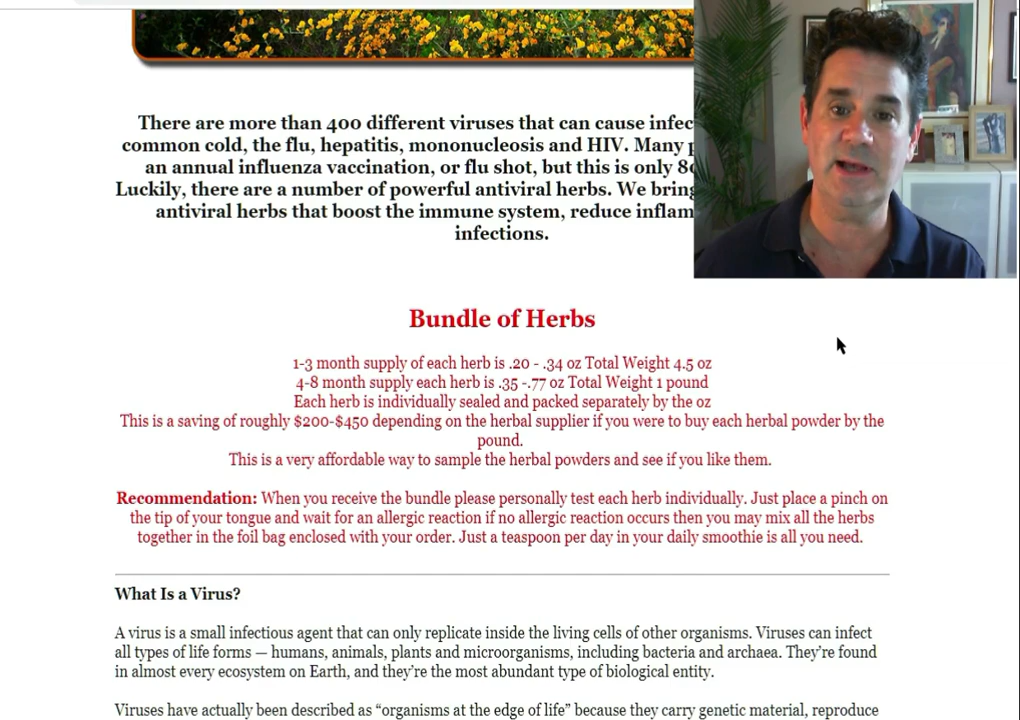 There are more than 400 different viruses that can cause infec
common cold, the flu, hepatitis, mononucleosis and HIV. Many
an annual influenza vaccination, or flu shot, but this is only
Luckily, there are a number of powerful antiviral herbs. We bring
antiviral herbs that boost the immune system, reduce inflam
infections.
Bundle of Herbs
1-3 month supply of each herb is .20 - .34 oz Total Weight 4.5 oz
4-8 month supply each herb is .35 -.77 oz Total Weight 1 pound
Each herb is individually sealed and packed separately by the oz
This is a saving of roughly $200-$450 depending on the herbal supplier if you were to buy each herbal powder by the
pound.
This is a very affordable way to sample the herbal powders and see if you like them.
Recommendation: When you receive the bundle please personally test each herb individually. Just place a pinch on
the tip of your tongue and wait for an allergic reaction if no allergic reaction occurs then you may mix all the herbs
together in the foil bag enclosed with your order. Just a teaspoon per day in your daily smoothie is all you need.
What Is a Virus?
A virus is a small infectious agent that can only replicate inside the living cells of other organisms. Viruses can infect
all types of life forms — humans, animals, plants and microorganisms, including bacteria and archaea. They’re found
in almost every ecosystem on Earth, and they’re the most abundant type of biological entity.
Viruses have actually been described as “organisms at the edge of life” because they carry genetic material, reproduce